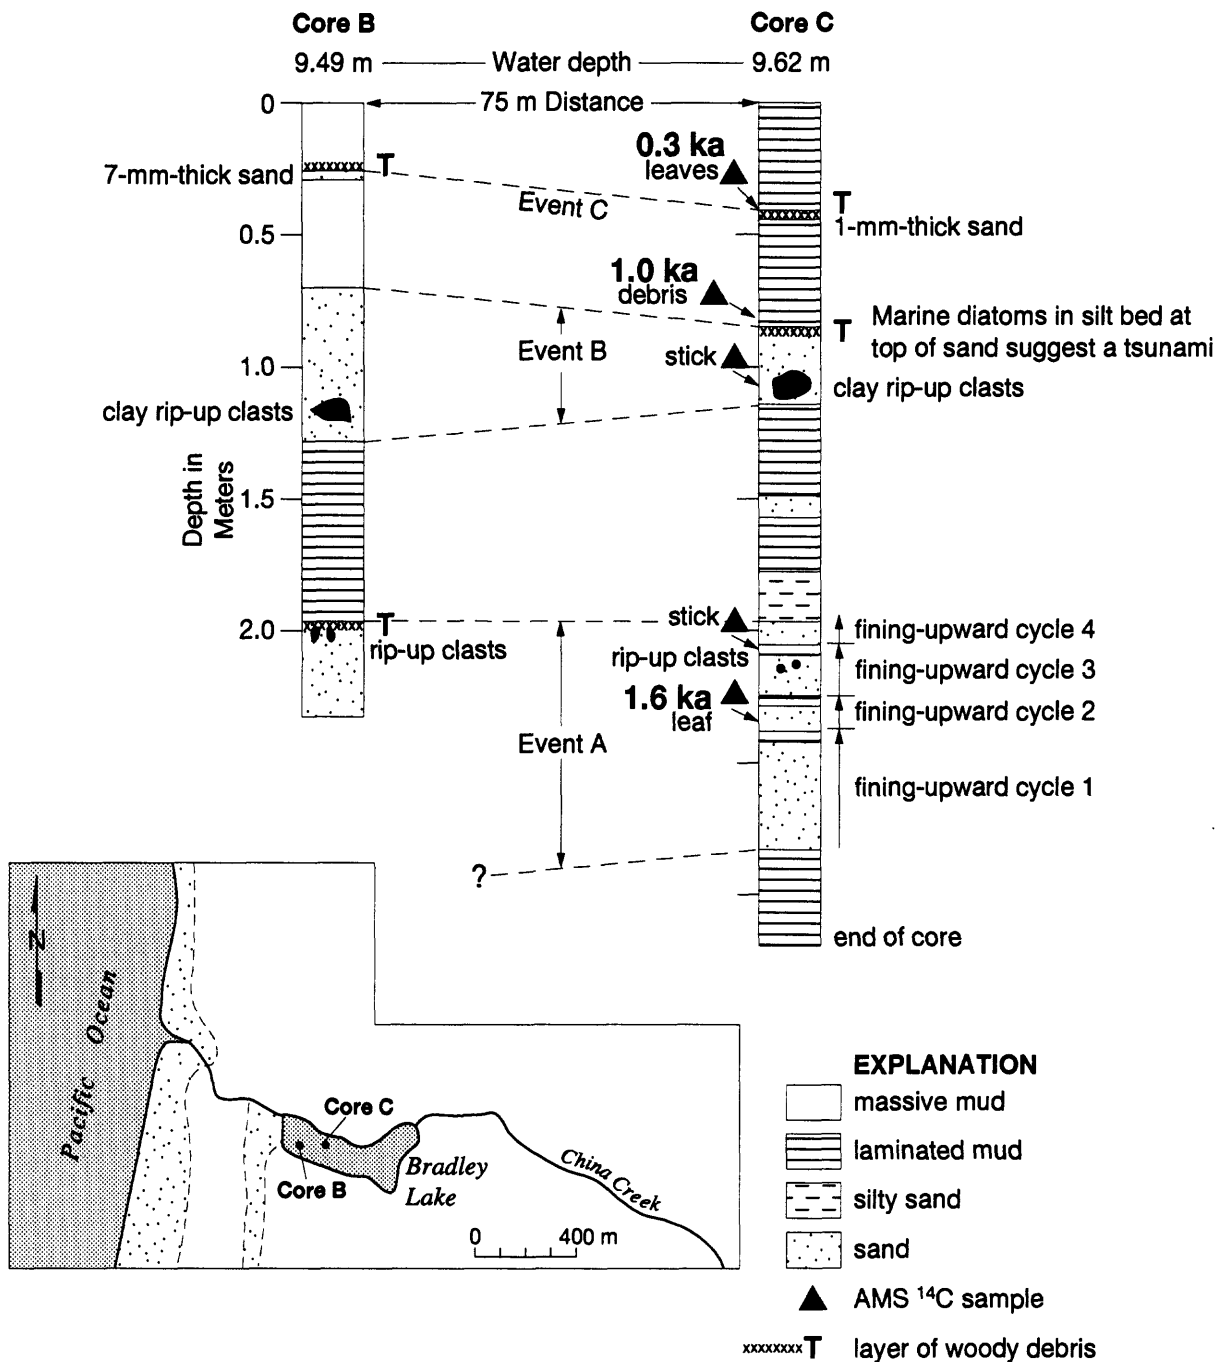 Core B
Core C
9.49 m
Water depth
9.62 m
0
75 m Distance
0.3 ka
leaves
7-mm-thick sand
T
T
Event C
1-mm-thick sand
0.5
1.0 ka
debris
T
Marine diatoms in silt bed at
top of sand suggest a tsunami
Event B
stick
1.0
clay rip-up clasts
clay rip-up clasts
Depth in
Meters
1.5
2.0
T
rip-up clasts
stick
rip-up clasts
1.6 ka
leaf
Event A
fining-upward cycle 4
fining-upward cycle 3
fining-upward cycle 2
fining-upward cycle 1
?
end of core
N
Pacific Ocean
Core C
Core B
Bradley
Lake
China Creek
0 400 m
EXPLANATION
massive mud
laminated mud
silty sand
sand
AMS ¹⁴C sample
xxxxxxxxT layer of woody debris